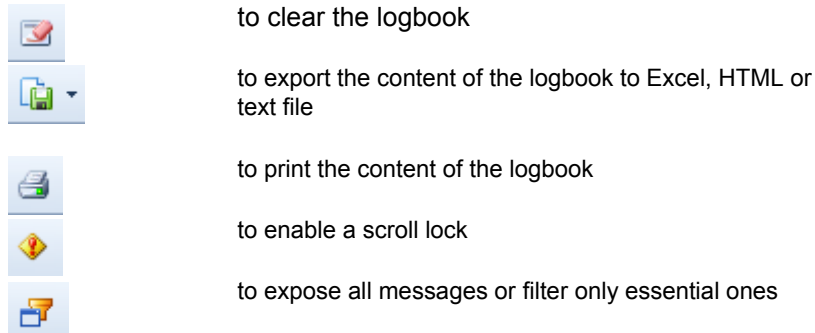 to clear the logbook
to export the content of the logbook to Excel, HTML or
text file
to print the content of the logbook
to enable a scroll lock
to expose all messages or filter only essential ones